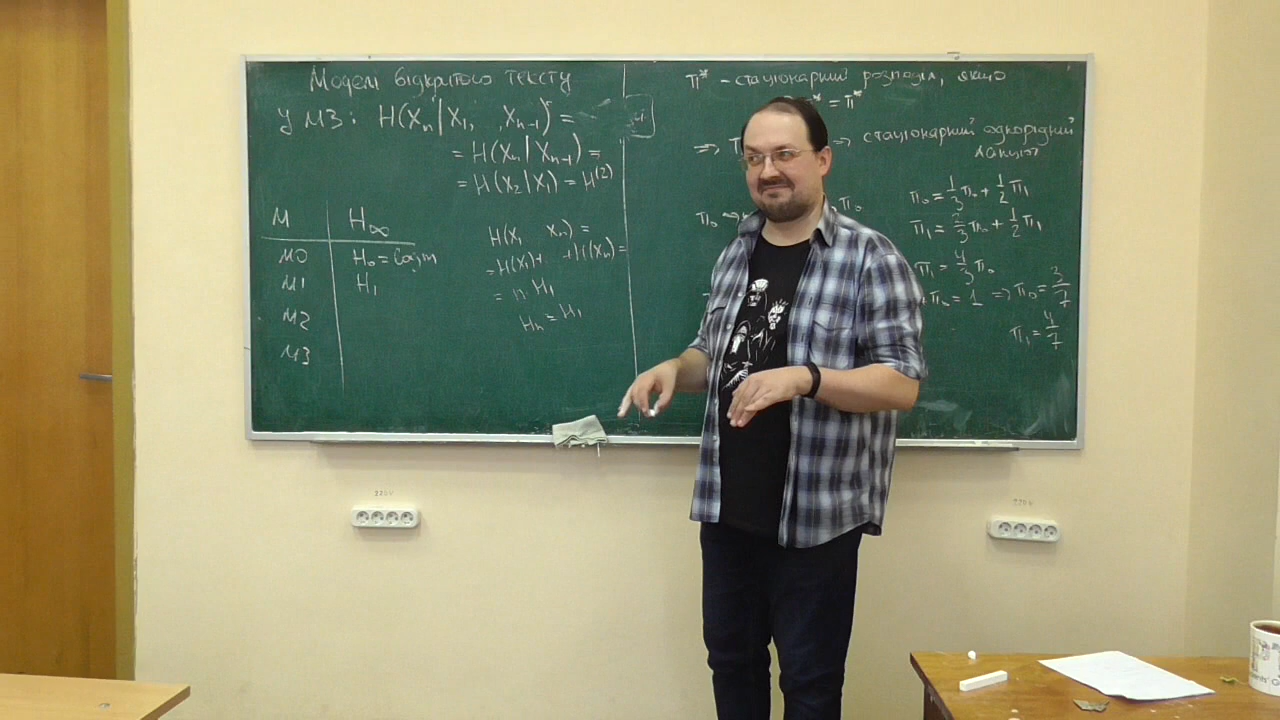 Моделі відкритого тексту
у М3: H(Xₙ | X₁, , Xₙ₋₁) =
= H(Xₙ | Xₙ₋₁) =
= H(X₂ | X₁) = H⁽²⁾
M H∞
M0 H₀ =
M1 H₁
M2
M3
H(X₁ Xₙ) =
= H(X₁) + + H(Xₙ) =
= n H₁
Hₙ = H₁
π* - стаціонарний розподіл, якщо
= π*
⇒ стаціонарний однорідний
ланцюг
π₀ = 1/3 π₀ + 1/2 π₁
π₁ = 2/3 π₀ + 1/2 π₁
π₁ = 4/3 π₀
= 1 ⇒ π₀ = 3/7
π₁ = 4/7
220V
220V